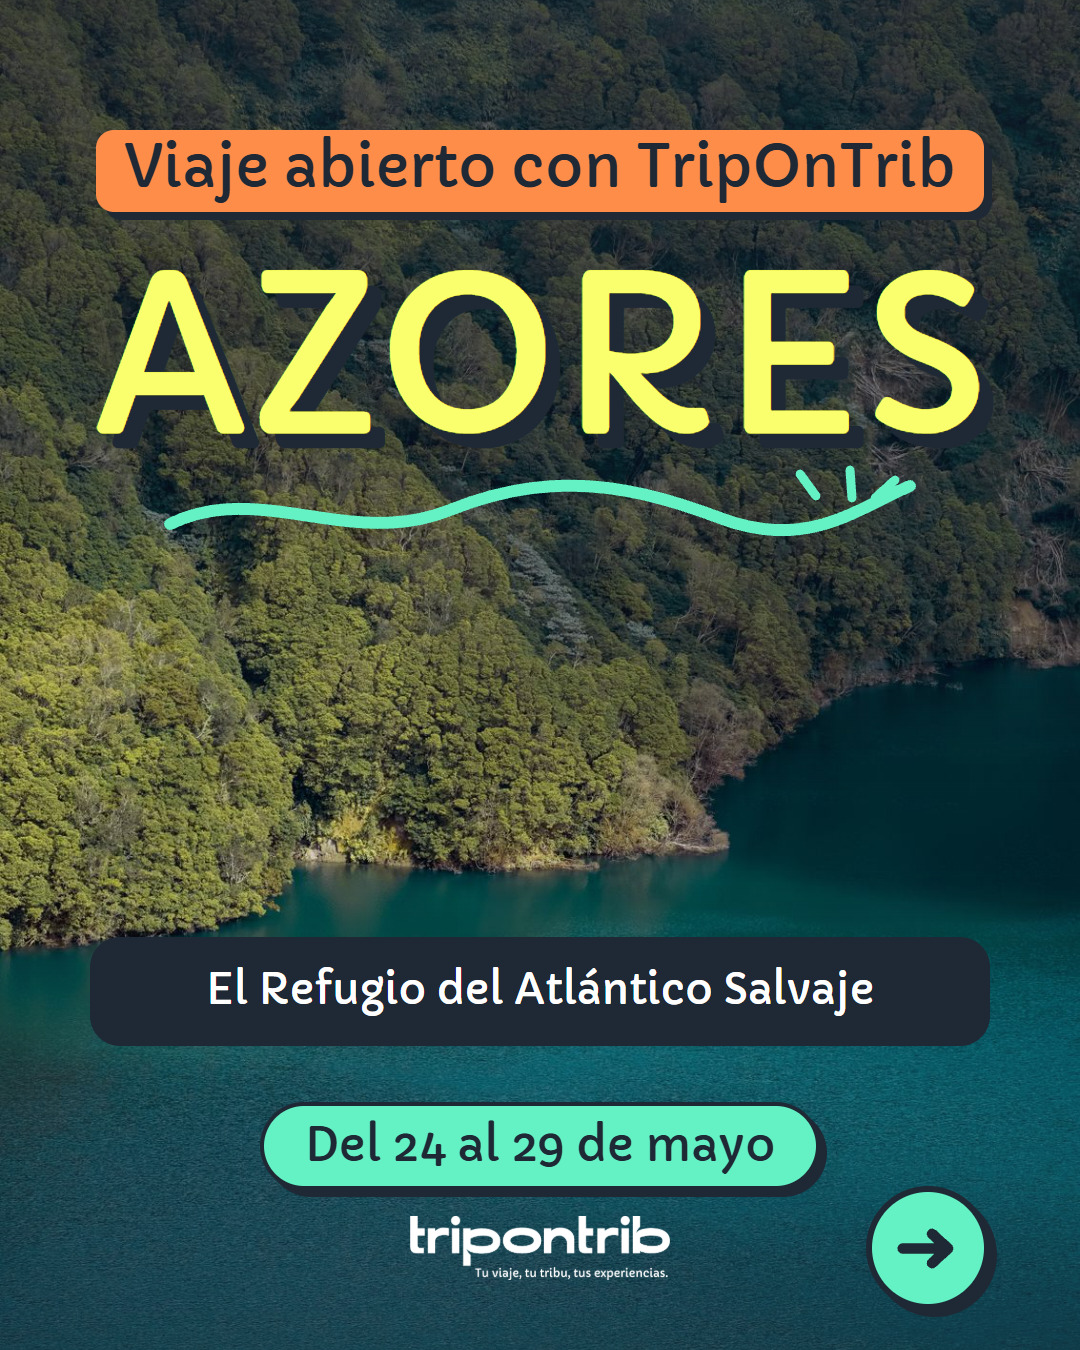 Viaje abierto con TripOnTrib
AZORES
El Refugio del Atlántico Salvaje
Del 24 al 29 de mayo
tripontrib
Tu viaje, tu tribu, tus experiencias.